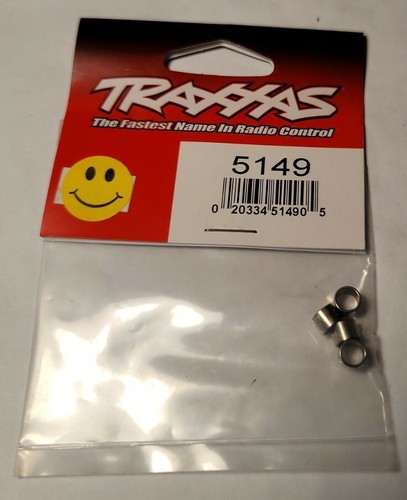 TRAXXAS
The Fastest Name In Radio Control
5149
0 20334 51490 5